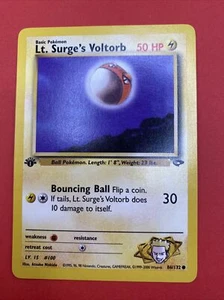 Basic Pokémon
Lt. Surge's Voltorb 50 HP
Ball Pokémon. Length: 1' 8", Weight: 23 lbs.
Bouncing Ball Flip a coin. 30
If tails, Lt. Surge's Voltorb does
10 damage to itself.
weakness resistance
retreat cost